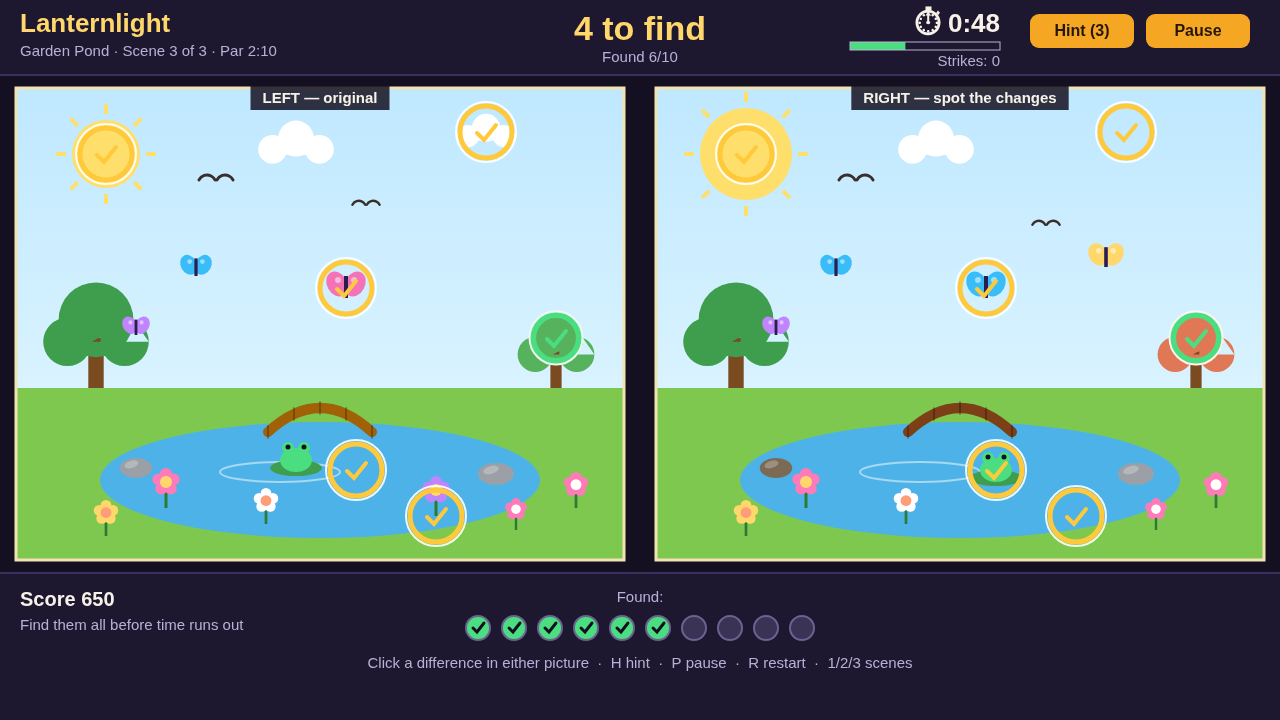 Lanternlight
Garden Pond · Scene 3 of 3 · Par 2:10
4 to find
Found 6/10
0:48
Strikes: 0
Hint (3)
Pause
LEFT — original
RIGHT — spot the changes
Score 650
Find them all before time runs out
Found:
Click a difference in either picture · H hint · P pause · R restart · 1/2/3 scenes